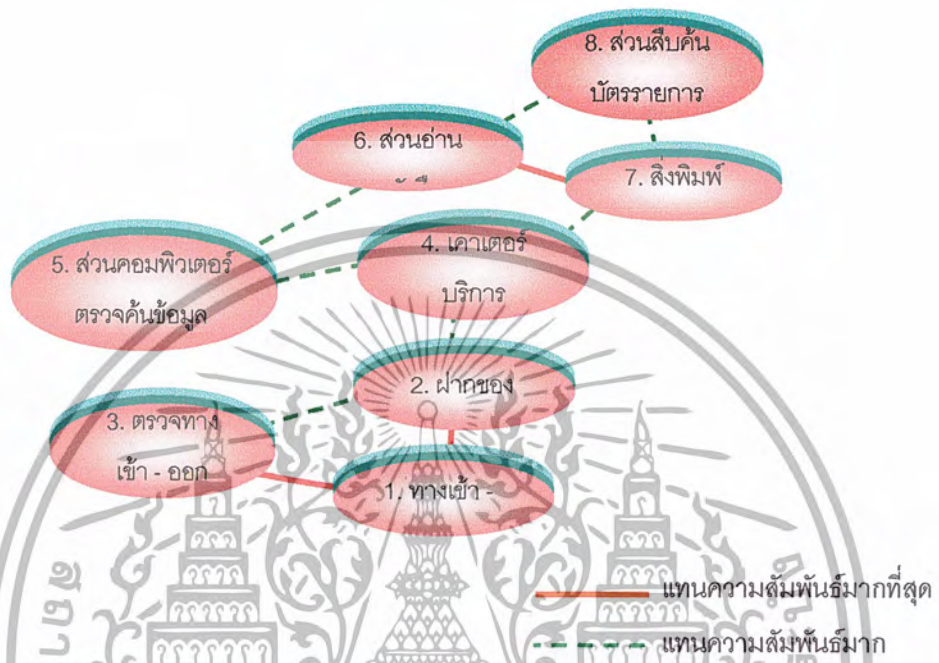 8. ส่วนสืบค้น
บัตรรายการ
6. ส่วนอ่าน
7. สิ่งพิมพ์
4. เคาเตอร์
บริการ
5. ส่วนคอมพิวเตอร์
ตรวจค้นข้อมูล
2. ฝากของ
3. ตรวจทาง
เข้า - ออก
1. ทางเข้า -
แทนความสัมพันธ์มากที่สุด
แทนความสัมพันธ์มาก